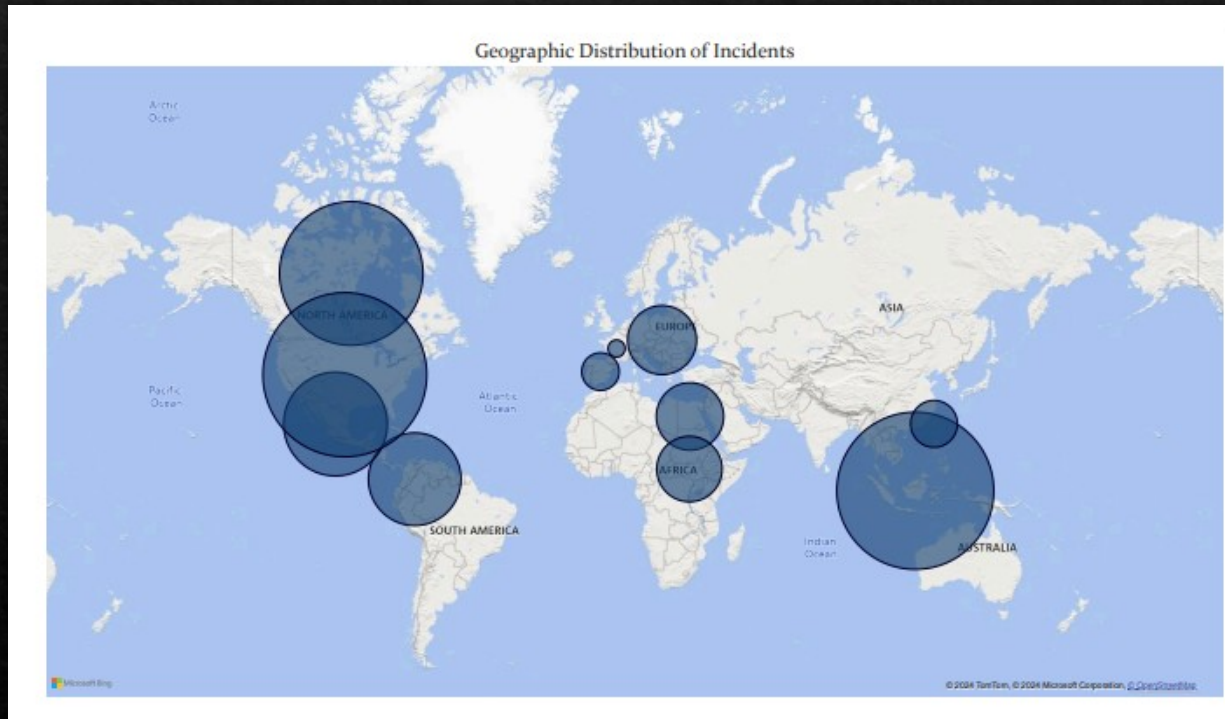 Geographic Distribution of Incidents
Arctic
Ocean
NORTH AMERICA
EUROPE
ASIA
Pacific
Ocean
Atlantic
Ocean
AFRICA
SOUTH AMERICA
Indian
Ocean
AUSTRALIA
Microsoft Bing
© 2024 TomTom, © 2024 Microsoft Corporation, © OpenStreetMap